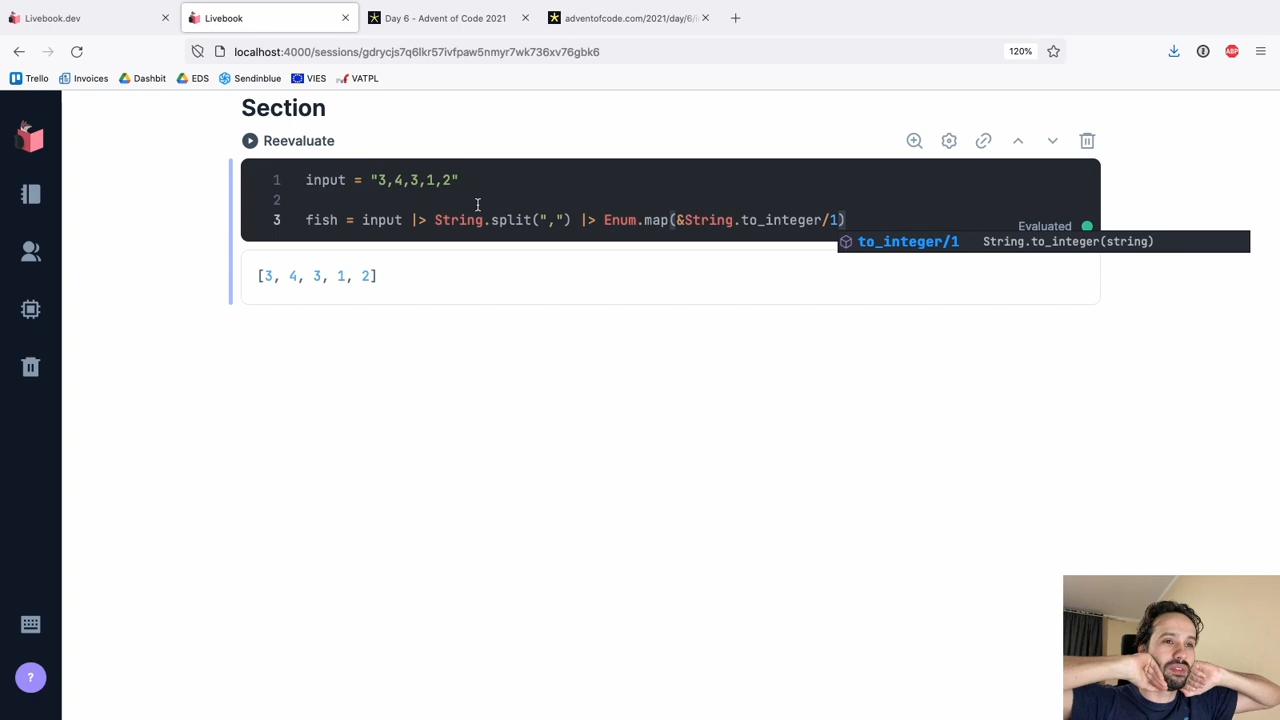 Livebook.dev
Livebook
Day 6 - Advent of Code 2021
adventofcode.com/2021/day/6/i
localhost:4000/sessions/gdrycjs7q6lkr57ivfpaw5nmyr7wk736xv76gbk6
120%
ABP
Trello
Invoices
Dashbit
EDS
Sendinblue
VIES
VATPL
Section
Reevaluate
1 input = "3,4,3,1,2"
2
3 fish = input |> String.split(",") |> Enum.map(&String.to_integer/1)
Evaluated
to_integer/1 String.to_integer(string)
[3, 4, 3, 1, 2]
?